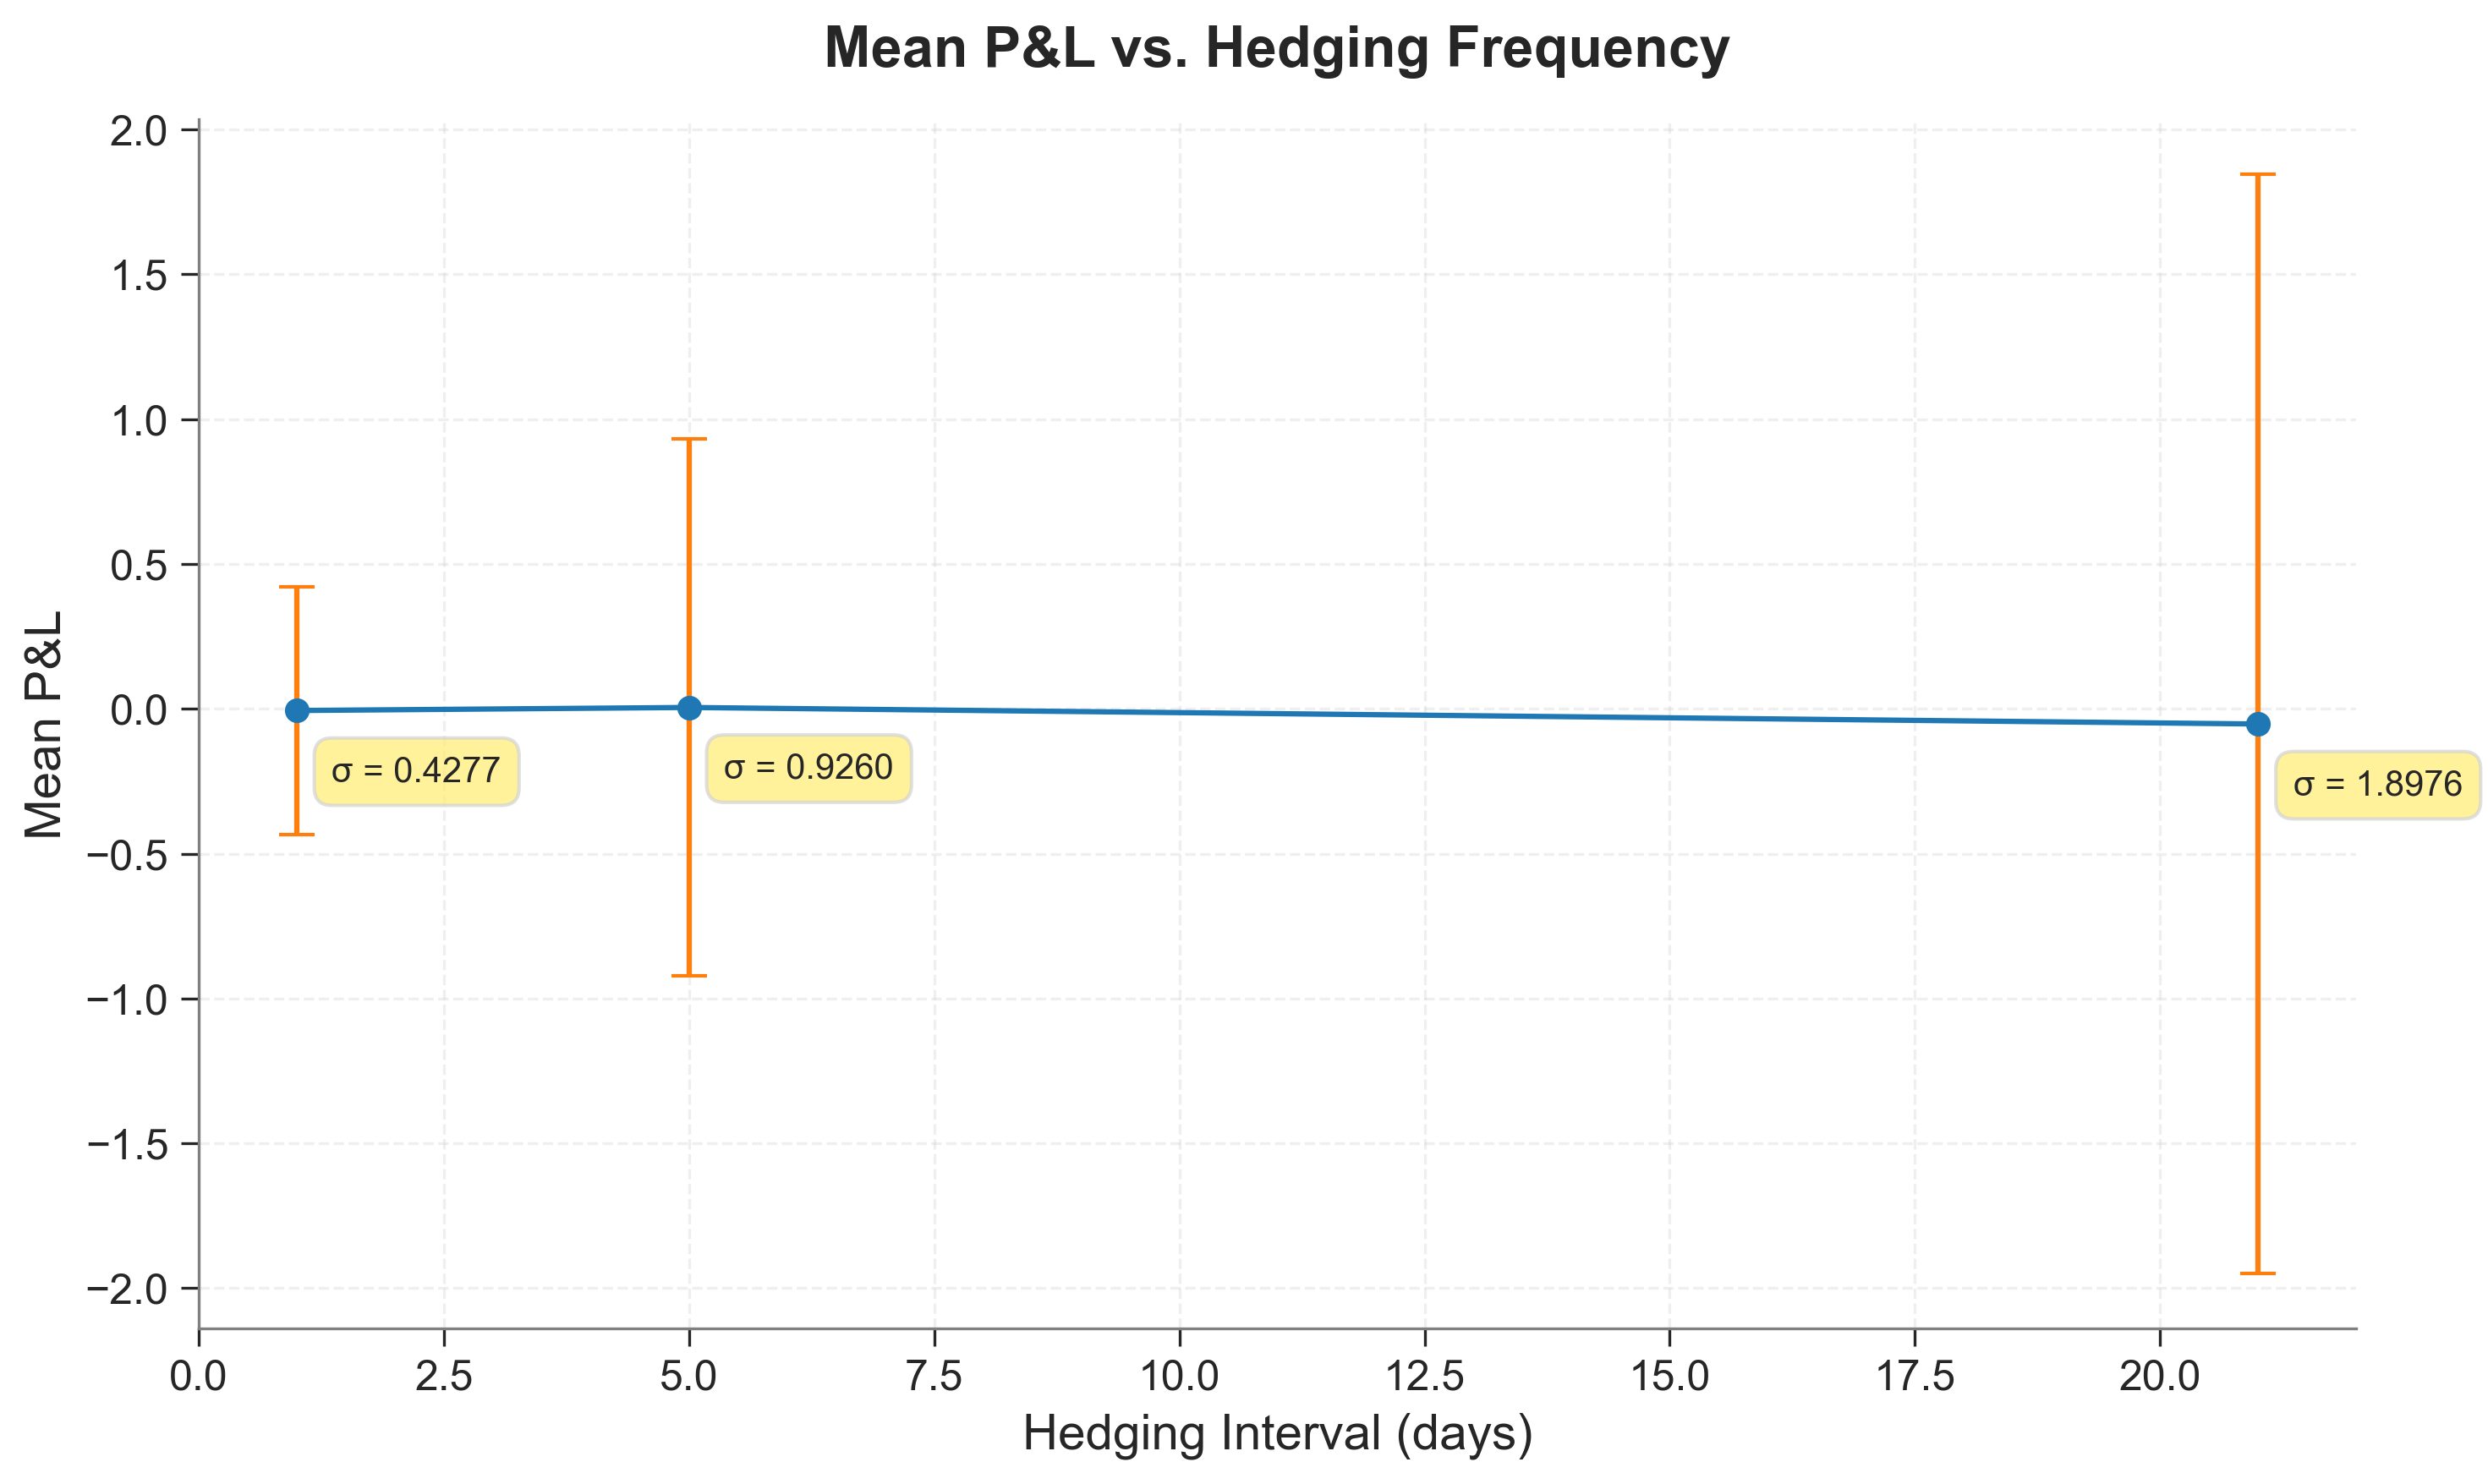 Mean P&L vs. Hedging Frequency
Mean P&L
2.0
1.5
1.0
0.5
0.0
−0.5
−1.0
−1.5
−2.0
σ = 0.4277
σ = 0.9260
σ = 1.8976
0.0 2.5 5.0 7.5 10.0 12.5 15.0 17.5 20.0
Hedging Interval (days)